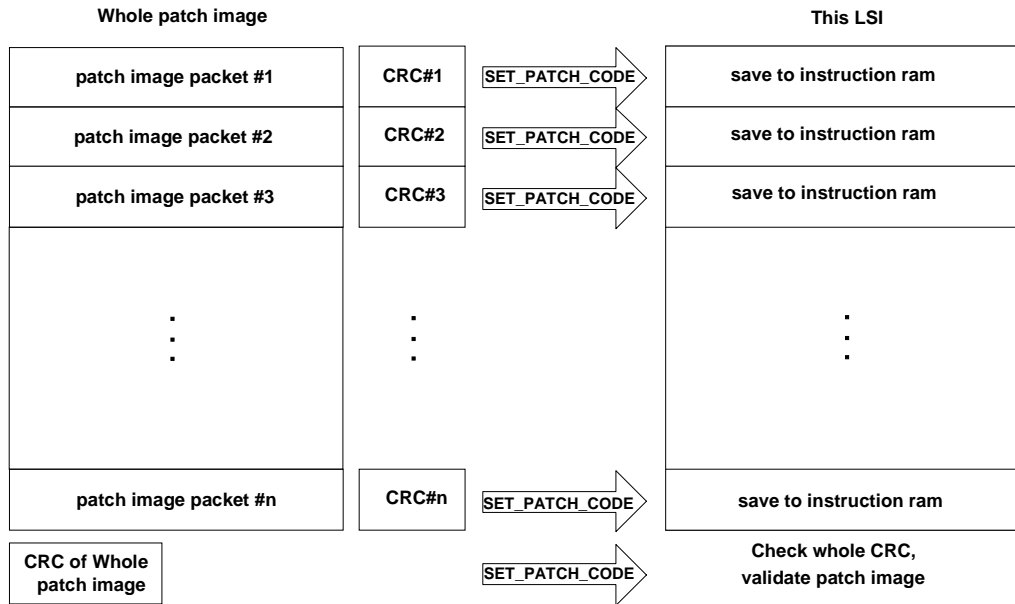 Whole patch image
This LSI
patch image packet #1
CRC#1
SET_PATCH_CODE
save to instruction ram
patch image packet #2
CRC#2
SET_PATCH_CODE
save to instruction ram
patch image packet #3
CRC#3
SET_PATCH_CODE
save to instruction ram
patch image packet #n
CRC#n
SET_PATCH_CODE
save to instruction ram
CRC of Whole
patch image
SET_PATCH_CODE
Check whole CRC,
validate patch image